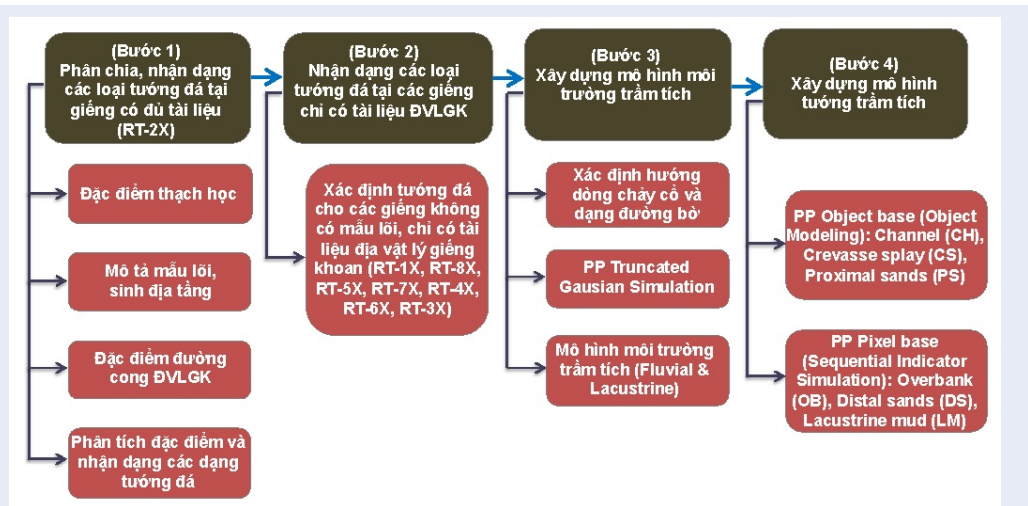 (Bước 1)
Phân chia, nhận dạng
các loại tướng đá tại
giếng có đủ tài liệu
(RT-2X)
Đặc điểm thạch học
Mô tả mẫu lõi,
sinh địa tầng
Đặc điểm đường
cong ĐVLGK
Phân tích đặc điểm và
nhận dạng các dạng
tướng đá
(Bước 2)
Nhận dạng các loại
tướng đá tại các giếng
chỉ có tài liệu ĐVLGK
Xác định tướng đá
cho các giếng không
có mẫu lõi, chỉ có tài
liệu địa vật lý giếng
khoan (RT-1X, RT-8X,
RT-5X, RT-7X, RT-4X,
RT-6X, RT-3X)
(Bước 3)
Xây dựng mô hình môi
trường trầm tích
Xác định hướng
dòng chảy cổ và
dạng đường bờ
PP Truncated
Gausian Simulation
Mô hình môi trường
trầm tích (Fluvial &
Lacustrine)
(Bước 4)
Xây dựng mô hình
tướng trầm tích
PP Object base (Object
Modeling): Channel (CH),
Crevasse splay (CS),
Proximal sands (PS)
PP Pixel base
(Sequential Indicator
Simulation): Overbank
(OB), Distal sands (DS),
Lacustrine mud (LM)